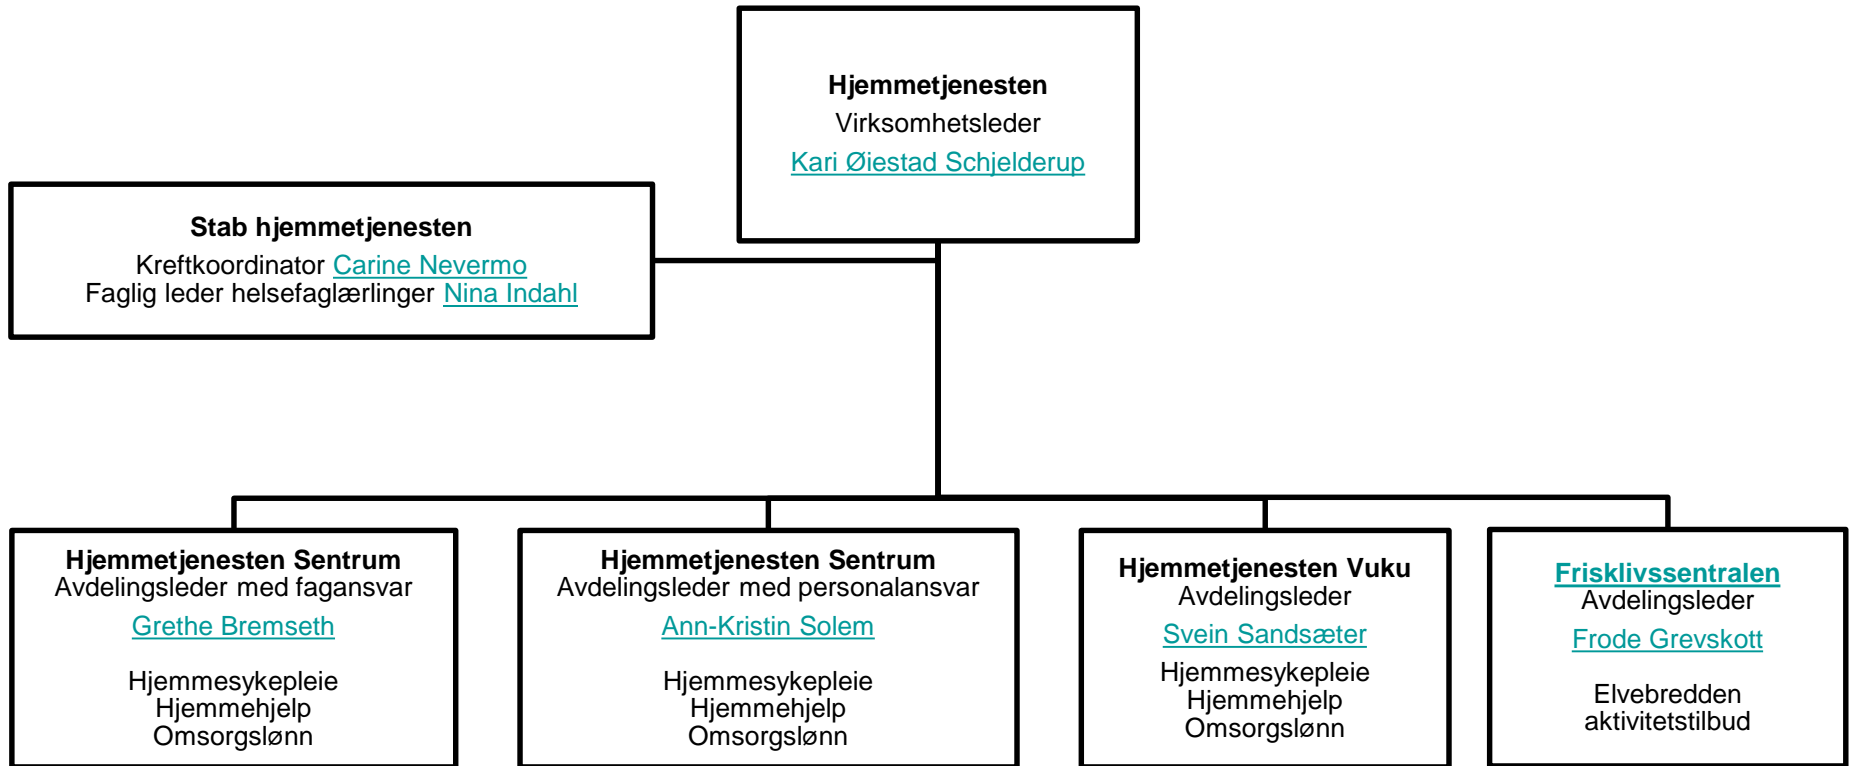 Hjemmetjenesten
Virksomhetsleder
Kari Øiestad Schjelderup
Stab hjemmetjenesten
Kreftkoordinator Carine Nevermo
Faglig leder helsefaglærlinger Nina Indahl
Hjemmetjenesten Sentrum
Avdelingsleder med fagansvar
Grethe Bremseth
Hjemmesykepleie
Hjemmehjelp
Omsorgslønn
Hjemmetjenesten Sentrum
Avdelingsleder med personalansvar
Ann-Kristin Solem
Hjemmesykepleie
Hjemmehjelp
Omsorgslønn
Hjemmetjenesten Vuku
Avdelingsleder
Svein Sandsæter
Hjemmesykepleie
Hjemmehjelp
Omsorgslønn
Frisklivssentralen
Avdelingsleder
Frode Grevskott
Elvebredden
aktivitetstilbud